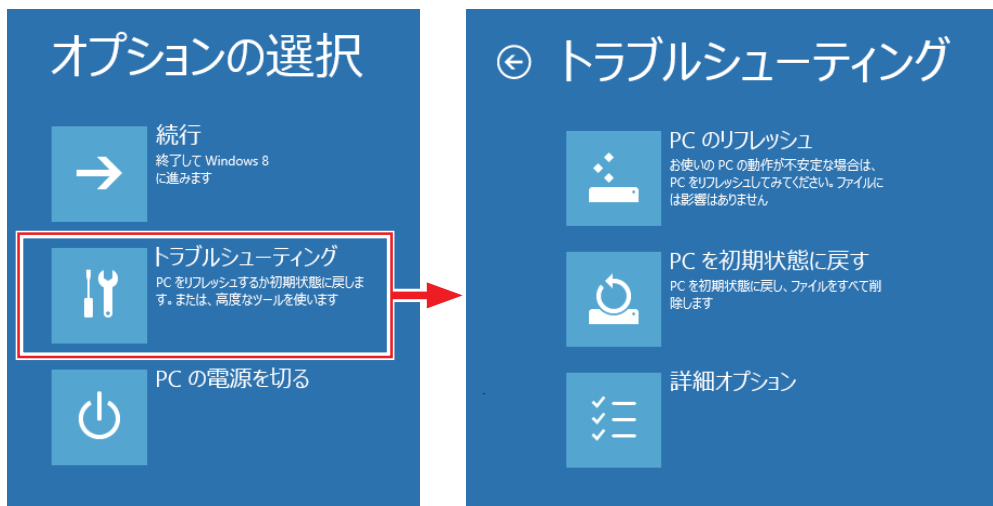 オプションの選択
続行
終了して Windows 8
に進みます
トラブルシューティング
PC をリフレッシュするか初期状態に戻しま
す。または、高度なツールを使います
PC の電源を切る
トラブルシューティング
PC のリフレッシュ
お使いの PC の動作が不安定な場合は、
PC をリフレッシュしてみてください。ファイルに
は影響はありません
PC を初期状態に戻す
PC を初期状態に戻し、ファイルをすべて削
除します
詳細オプション